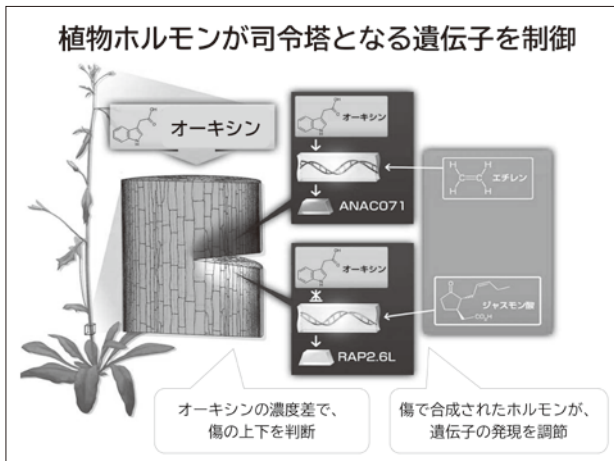 植物ホルモンが司令塔となる遺伝子を制御
オーキシン
オーキシン
ANAC071
エチレン
H
H
C=C
H
H
オーキシン
RAP2.6L
ジャスモン酸
O
CO₂H
オーキシンの濃度差で、
傷の上下を判断
傷で合成されたホルモンが、
遺伝子の発現を調節